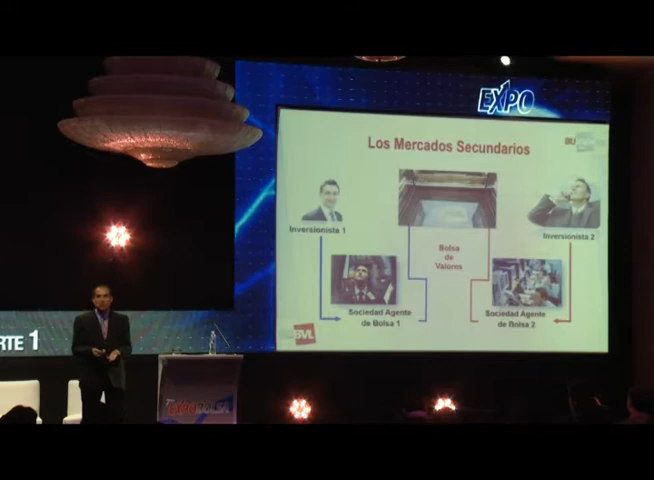 EXPO
Los Mercados Secundarios
Inversionista 1
Inversionista 2
Bolsa
de
Valores
Sociedad Agente
de Bolsa 1
Sociedad Agente
de Bolsa 2
BVL
RTE 1
EXPO